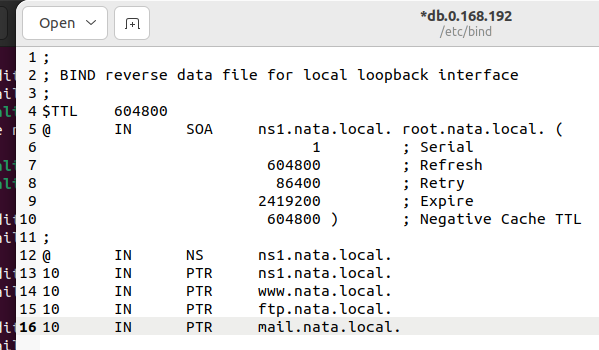 Open
*db.0.168.192
/etc/bind
1 ;
2 ; BIND reverse data file for local loopback interface
3 ;
4 $TTL 604800
5 @ IN SOA ns1.nata.local. root.nata.local. (
6 1 ; Serial
7 604800 ; Refresh
8 86400 ; Retry
9 2419200 ; Expire
10 604800 ) ; Negative Cache TTL
11 ;
12 @ IN NS ns1.nata.local.
13 10 IN PTR ns1.nata.local.
14 10 IN PTR www.nata.local.
15 10 IN PTR ftp.nata.local.
16 10 IN PTR mail.nata.local.